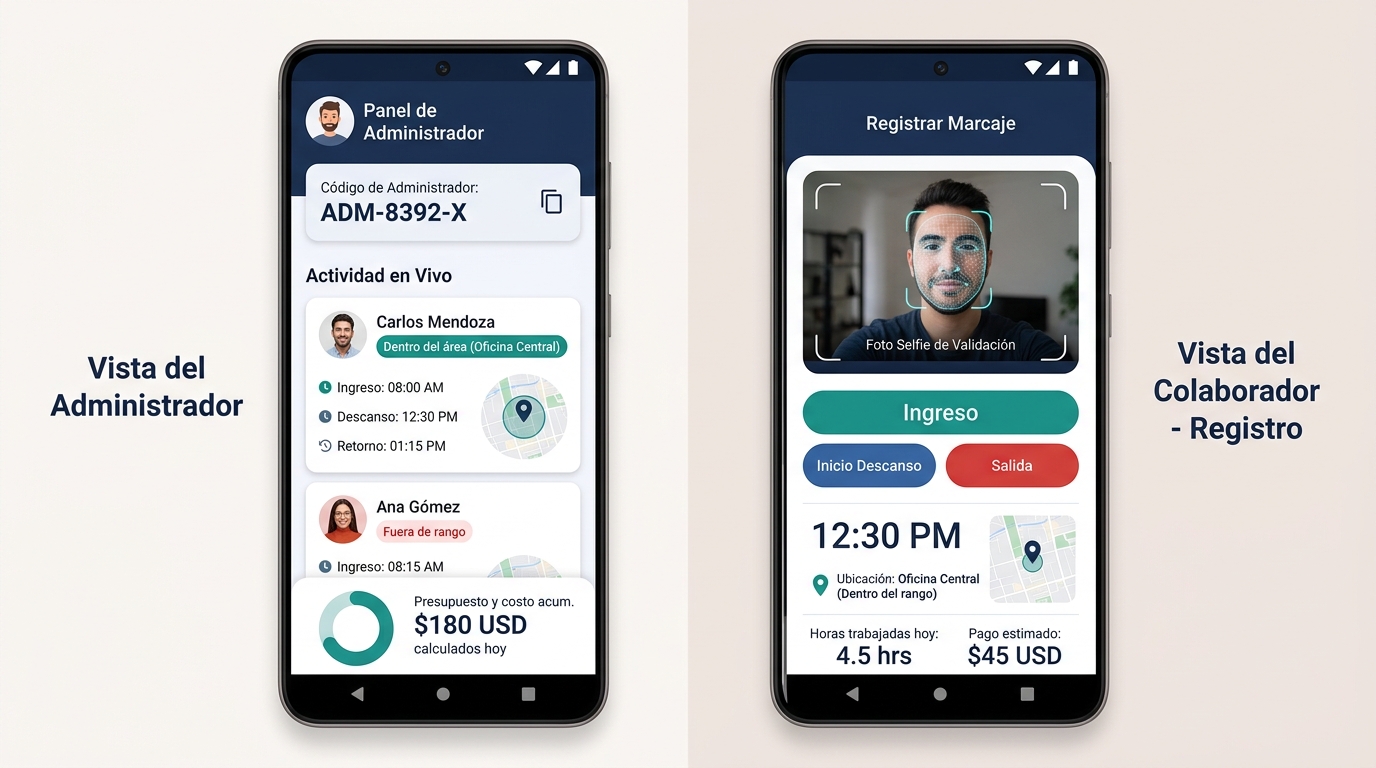 Vista del
Administrador
Panel de
Administrador
Código de Administrador:
ADM-8392-X
Actividad en Vivo
Carlos Mendoza
Dentro del área (Oficina Central)
Ingreso: 08:00 AM
Descanso: 12:30 PM
Retorno: 01:15 PM
Ana Gómez
Fuera de rango
Ingreso: 08:15 AM
Presupuesto y costo acum.
$180 USD
calculados hoy
Registrar Marcaje
Foto Selfie de Validación
Ingreso
Inicio Descanso
Salida
12:30 PM
Ubicación: Oficina Central
(Dentro del rango)
Horas trabajadas hoy:
4.5 hrs
Pago estimado:
$45 USD
Vista del
Colaborador
- Registro